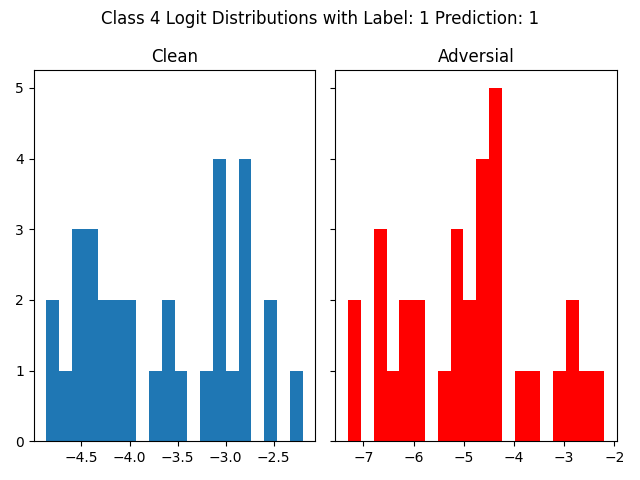 Class 4 Logit Distributions with Label: 1 Prediction: 1
Clean
Adversial
5
4
3
2
1
0
−4.5 −4.0 −3.5 −3.0 −2.5
−7 −6 −5 −4 −3 −2